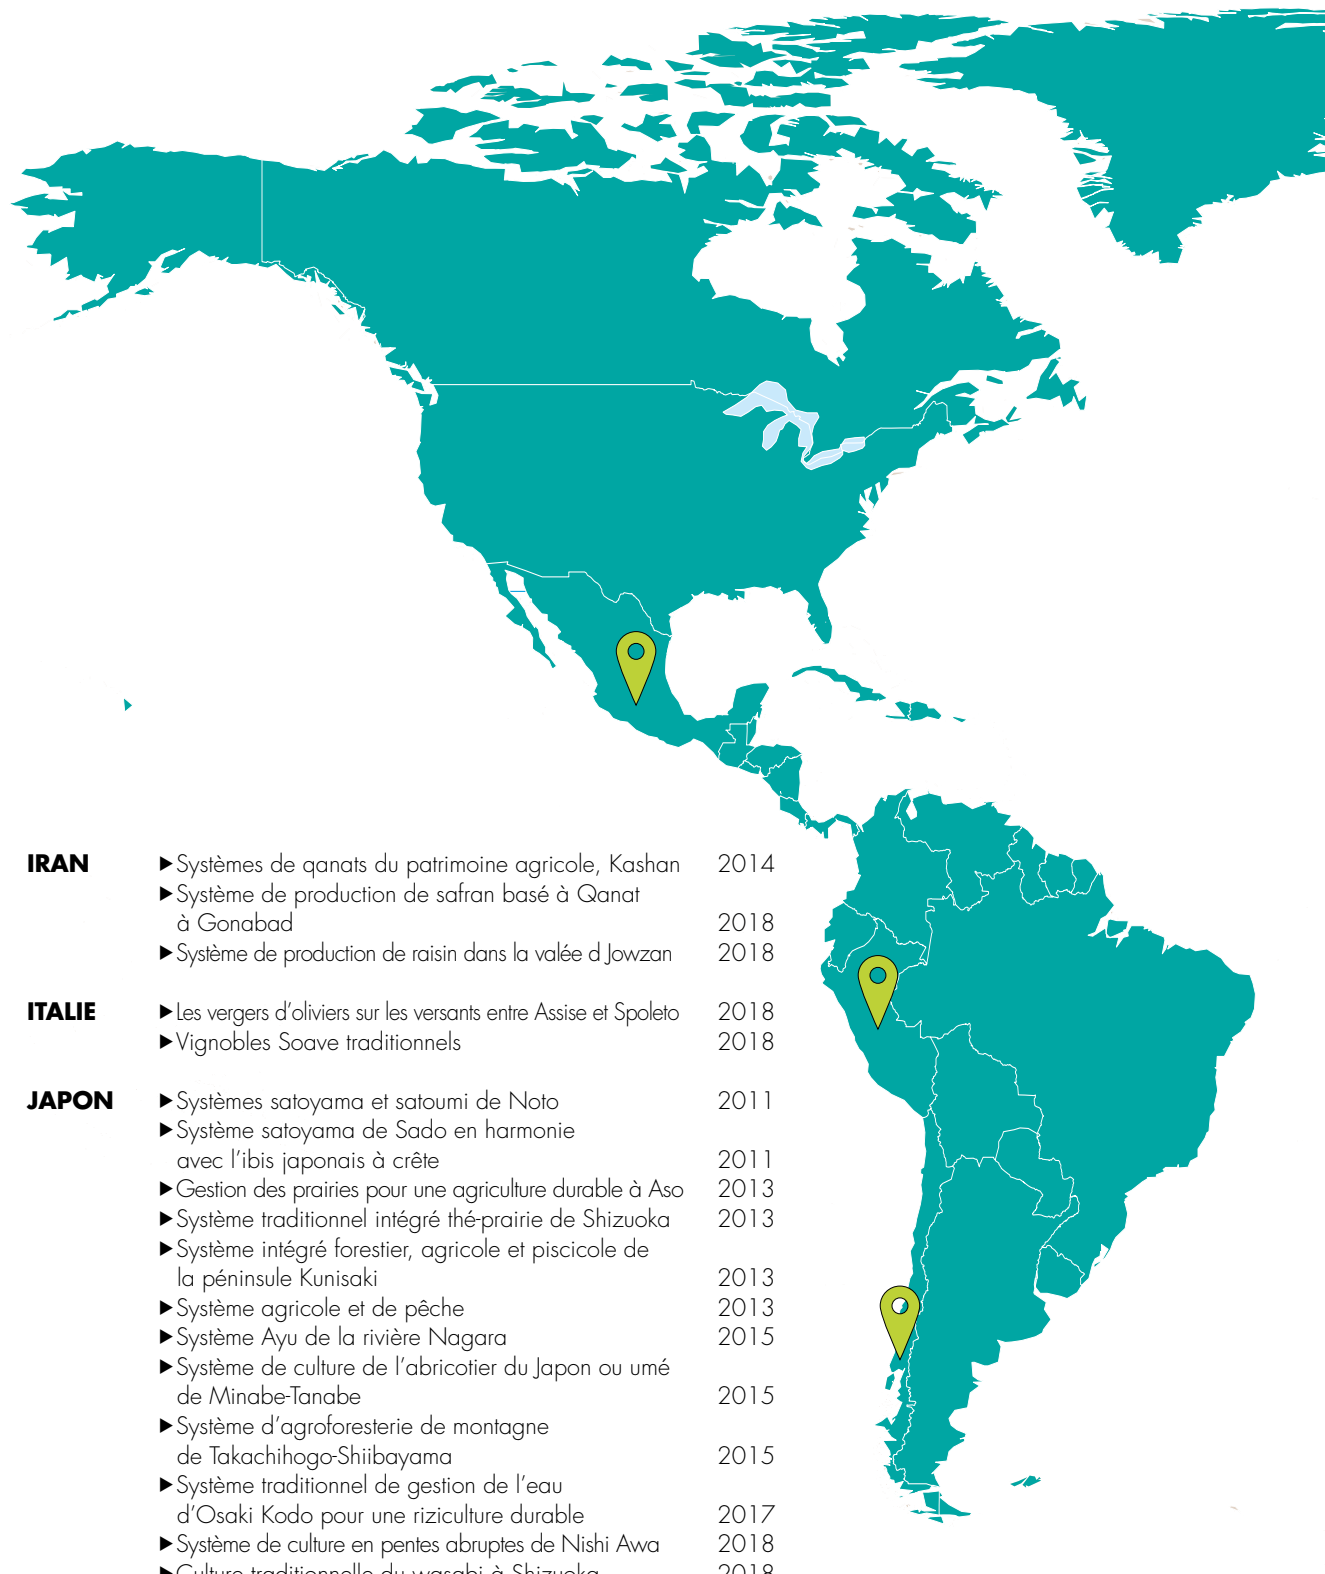 IRAN ▶Systèmes de qanats du patrimoine agricole, Kashan 2014
▶Système de production de safran basé à Qanat
à Gonabad 2018
▶Système de production de raisin dans la valée d Jowzan 2018
ITALIE ▶Les vergers d’oliviers sur les versants entre Assise et Spoleto 2018
▶Vignobles Soave traditionnels 2018
JAPON ▶Systèmes satoyama et satoumi de Noto 2011
▶Système satoyama de Sado en harmonie
avec l’ibis japonais à crête 2011
▶Gestion des prairies pour une agriculture durable à Aso 2013
▶Système traditionnel intégré thé-prairie de Shizuoka 2013
▶Système intégré forestier, agricole et piscicole de
la péninsule Kunisaki 2013
▶Système agricole et de pêche 2013
▶Système Ayu de la rivière Nagara 2015
▶Système de culture de l’abricotier du Japon ou umé
de Minabe-Tanabe 2015
▶Système d’agroforesterie de montagne
de Takachihogo-Shiibayama 2015
▶Système traditionnel de gestion de l’eau
d’Osaki Kodo pour une riziculture durable 2017
▶Système de culture en pentes abruptes de Nishi Awa 2018
▶Culture traditionnelle du wasabi à Shizuoka 2018